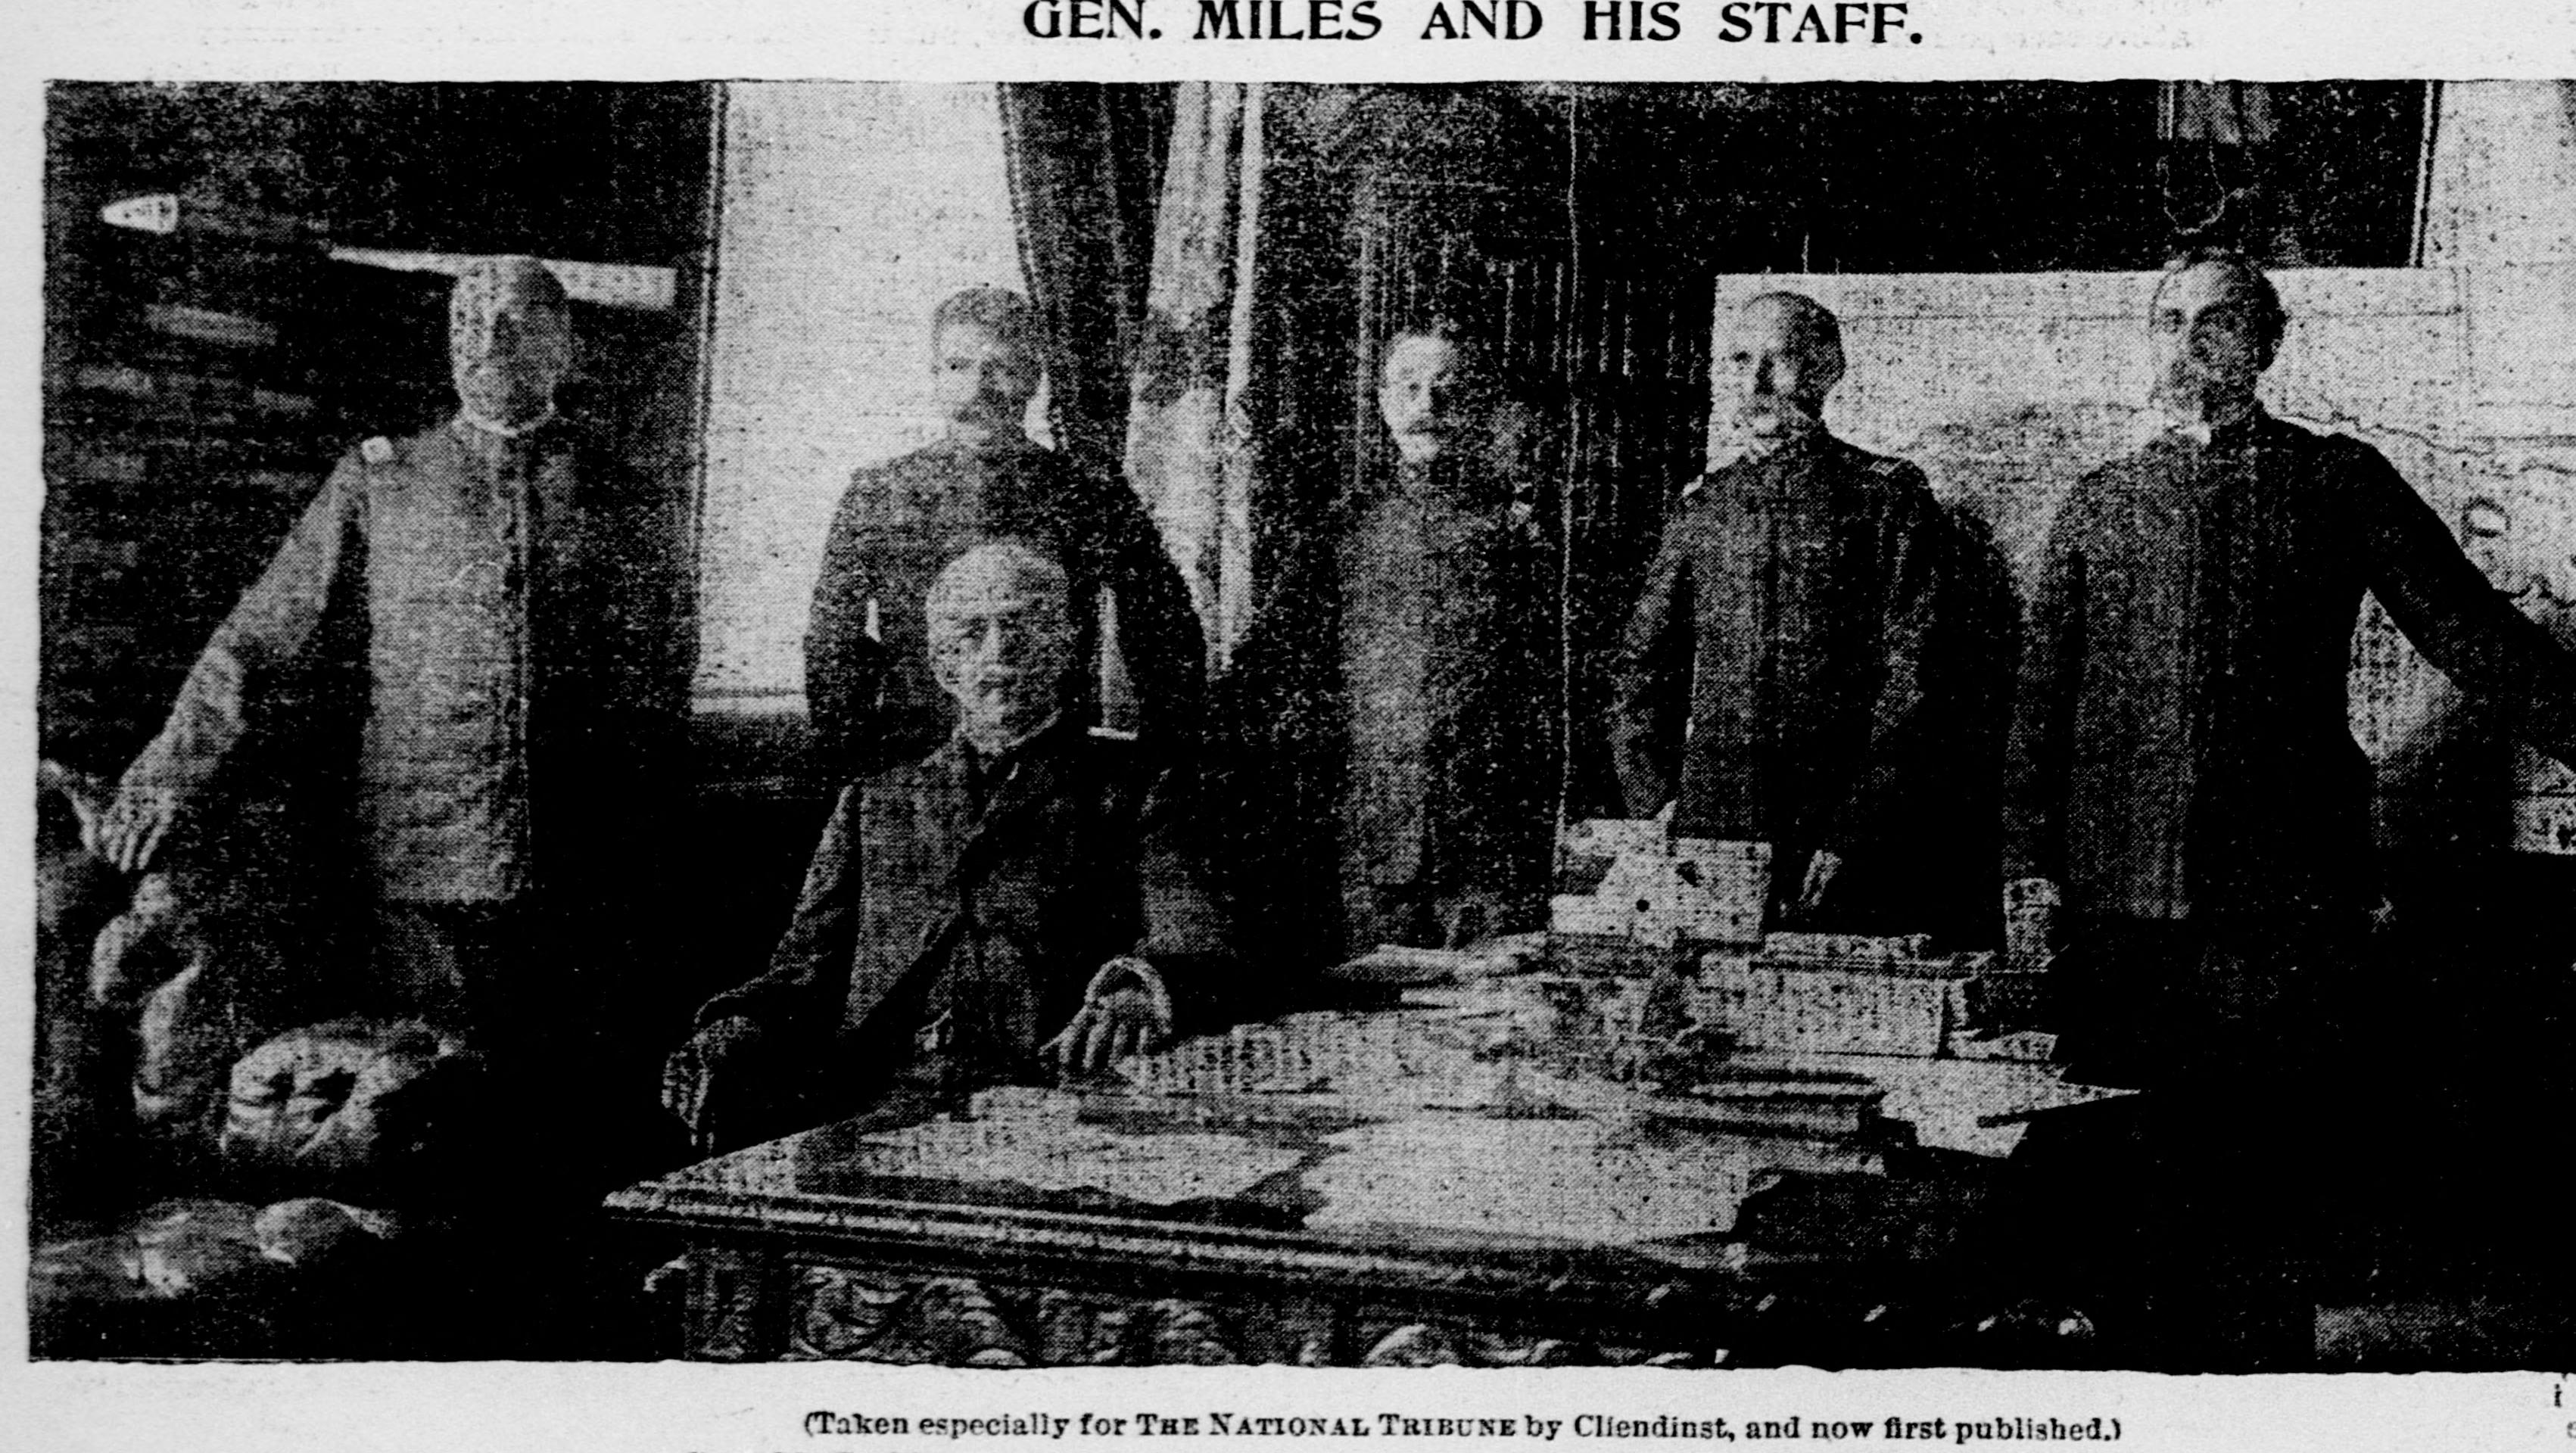 GEN. MILES AND HIS STAFF.
(Taken especially for THE NATIONAL TRIBUNE by Cliendinst, and now first published.)